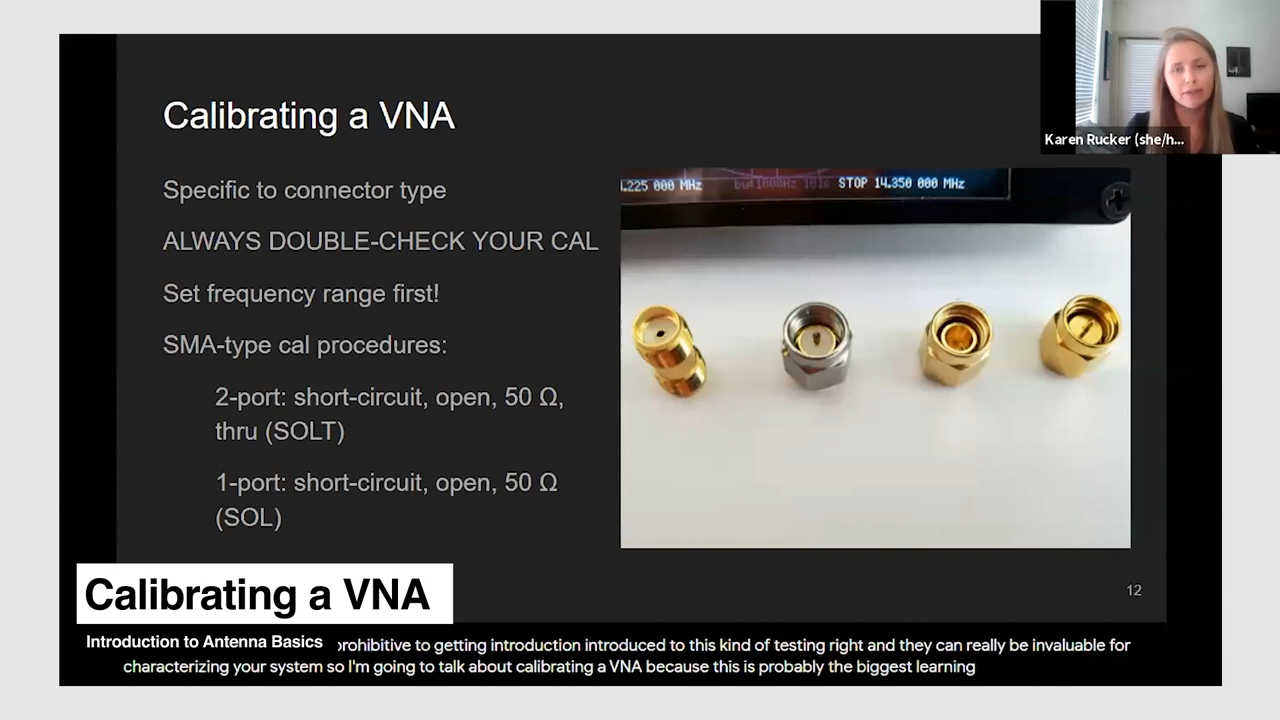 Calibrating a VNA
Specific to connector type
ALWAYS DOUBLE-CHECK YOUR CAL
Set frequency range first!
SMA-type cal procedures:
2-port: short-circuit, open, 50 Ω,
thru (SOLT)
1-port: short-circuit, open, 50 Ω
(SOL)
.225 000 MHz
STOP 14.350 000 MHz
Karen Rucker (she/h...
12
Calibrating a VNA
Introduction to Antenna Basics
rohibitive to getting introduction introduced to this kind of testing right and they can really be invaluable for
characterizing your system so I'm going to talk about calibrating a VNA because this is probably the biggest learning